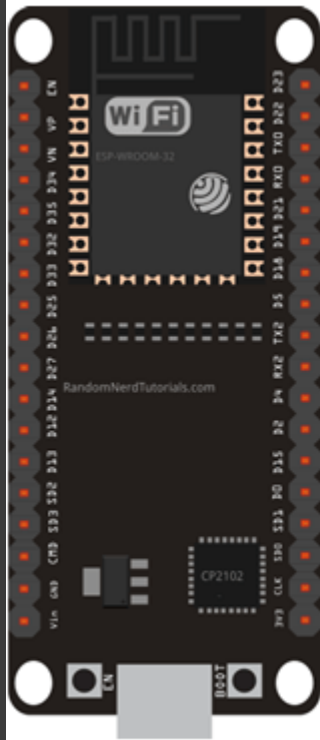 WiFi
ESP-WROOM-32
EN
VP
VN
D34
D35
D32
D33
D25
D26
D27
D14
D12
D13
SD2
SD3
CMD
GND
Vin
D23
D22
TX0
RX0
D21
D19
D18
D5
TX2
RX2
D4
D2
D15
D0
SD1
SD0
CLK
3V3
RandomNerdTutorials.com
CP2102
EN
BOOT